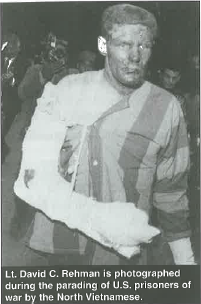 Lt. David C. Rehman is photographed
during the parading of U.S. prisoners of
war by the North Vietnamese.